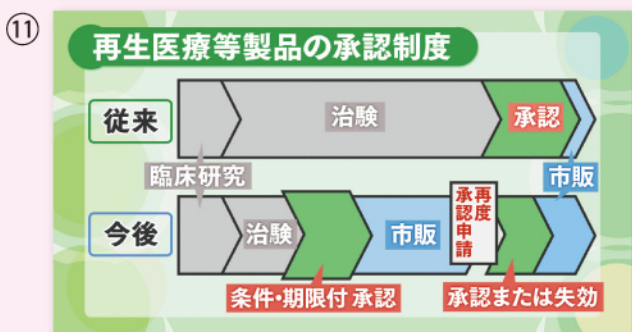 ⑪
再生医療等製品の承認制度
従来
治験
承認
臨床研究
市販
今後
治験
市販
再度
承認申請
条件・期限付承認
承認または失効